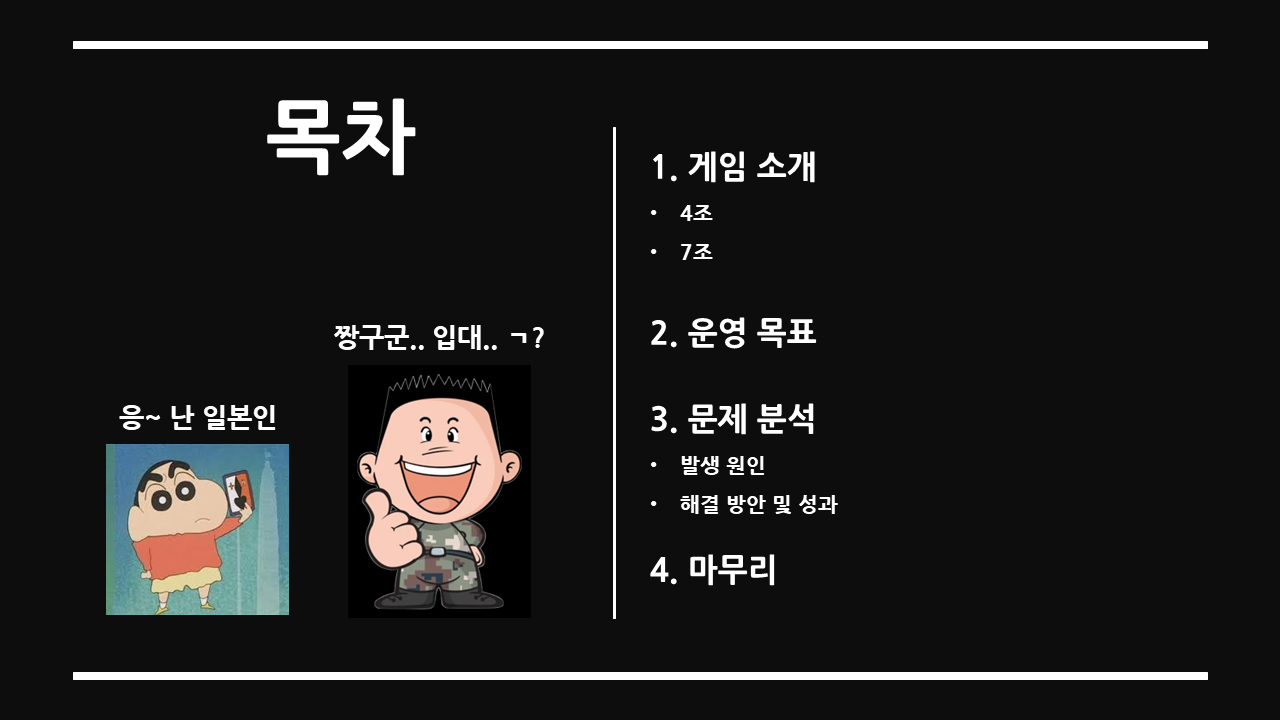 목차
짱구군.. 입대.. ㄱ?
응~ 난 일본인
1. 게임 소개
• 4조
• 7조
2. 운영 목표
3. 문제 분석
• 발생 원인
• 해결 방안 및 성과
4. 마무리